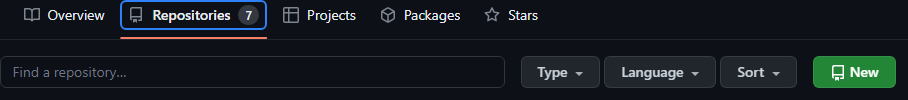 Overview Repositories 7 Projects Packages Stars
Find a repository... Type Language Sort New